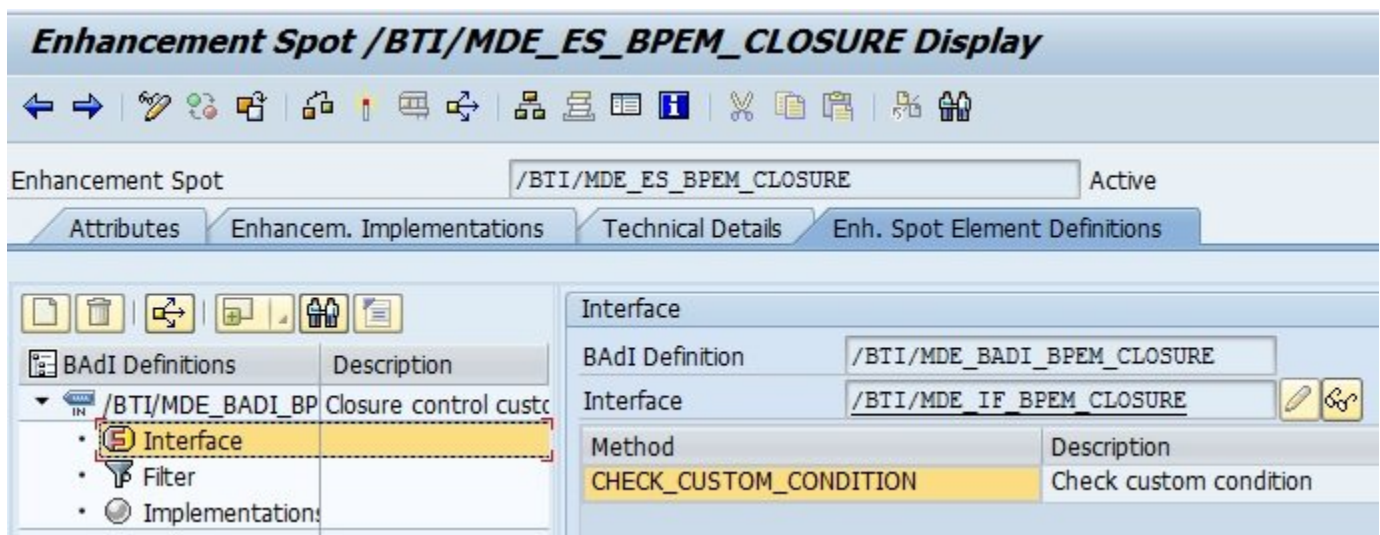 Enhancement Spot /BTI/MDE_ES_BPEM_CLOSURE Display
Enhancement Spot /BTI/MDE_ES_BPEM_CLOSURE Active
Attributes Enhancem. Implementations Technical Details Enh. Spot Element Definitions
Interface
BAdI Definitions Description
BAdI Definition /BTI/MDE_BADI_BPEM_CLOSURE
/BTI/MDE_BADI_BP Closure control custo
Interface /BTI/MDE_IF_BPEM_CLOSURE
Interface
Method Description
Filter
CHECK_CUSTOM_CONDITION Check custom condition
Implementations